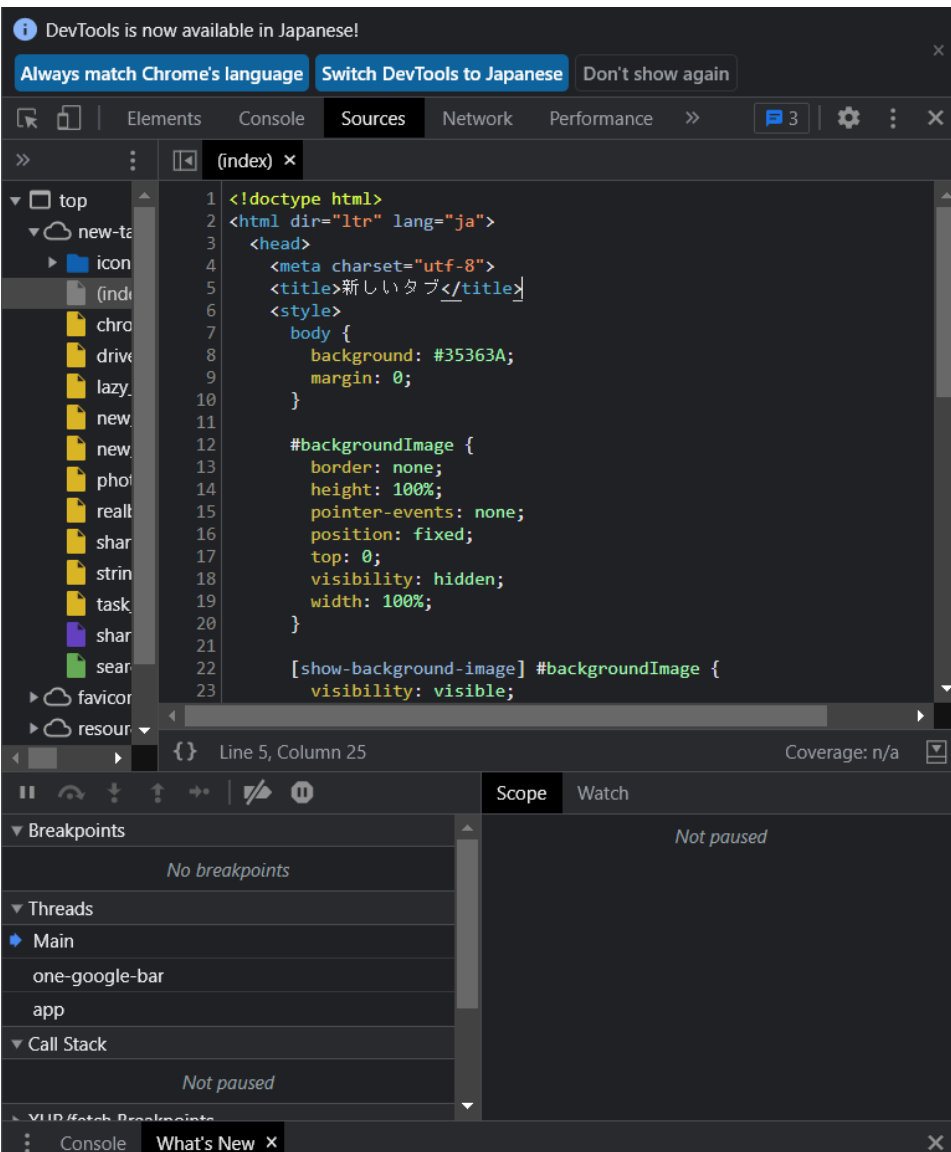 DevTools is now available in Japanese!
Always match Chrome's language Switch DevTools to Japanese Don't show again
Elements Console Sources Network Performance 3
(index)
top
new-ta
icon
(inde
chro
drive
lazy_
new_
new_
phot
realb
shar
strin
task_
shar
sear
favicon
resour
1 <!doctype html>
2 <html dir="ltr" lang="ja">
3 <head>
4 <meta charset="utf-8">
5 <title>新しいタブ</title>
6 <style>
7 body {
8 background: #35363A;
9 margin: 0;
10 }
11
12 #backgroundImage {
13 border: none;
14 height: 100%;
15 pointer-events: none;
16 position: fixed;
17 top: 0;
18 visibility: hidden;
19 width: 100%;
20 }
21
22 [show-background-image] #backgroundImage {
23 visibility: visible;
{} Line 5, Column 25 Coverage: n/a
Scope Watch
Breakpoints
No breakpoints
Threads
Main
one-google-bar
app
Call Stack
Not paused
XHR/fetch Breakpoints
Not paused
Console What's New